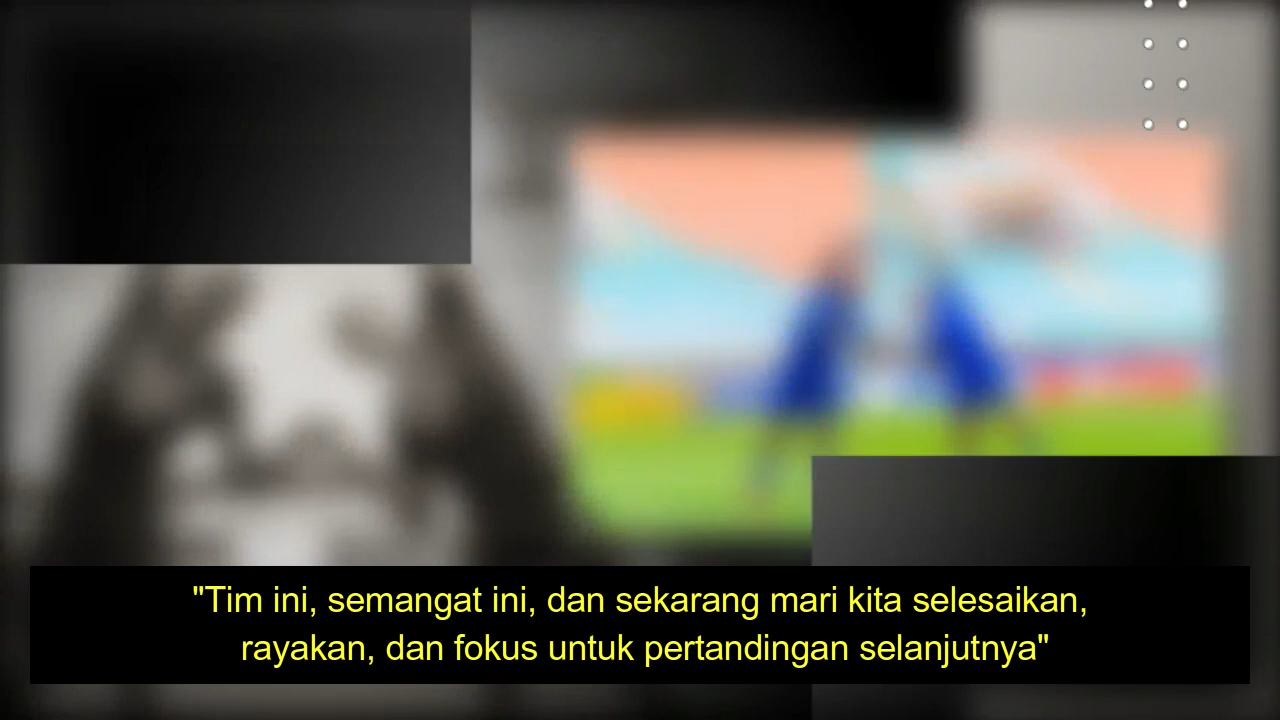 "Tim ini, semangat ini, dan sekarang mari kita selesaikan,
rayakan, dan fokus untuk pertandingan selanjutnya"